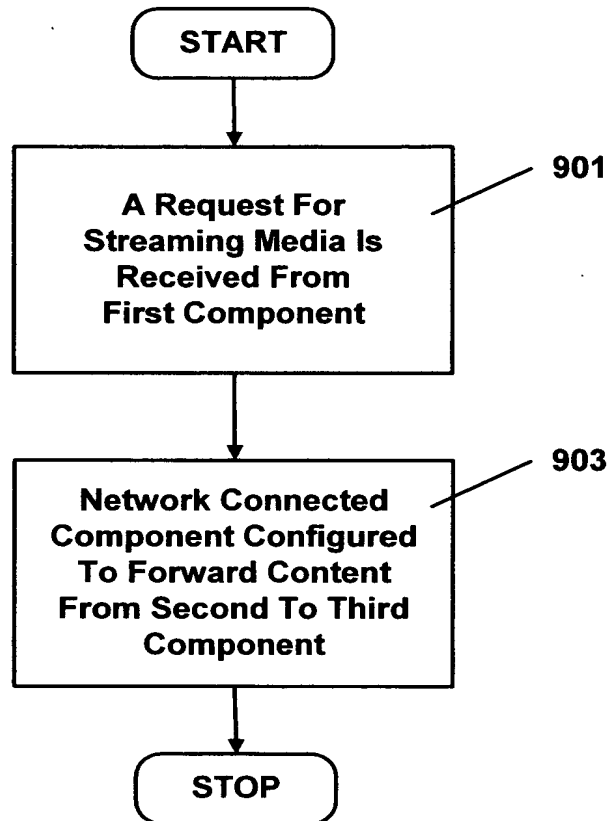 START
901
A Request For
Streaming Media Is
Received From
First Component
903
Network Connected
Component Configured
To Forward Content
From Second To Third
Component
STOP